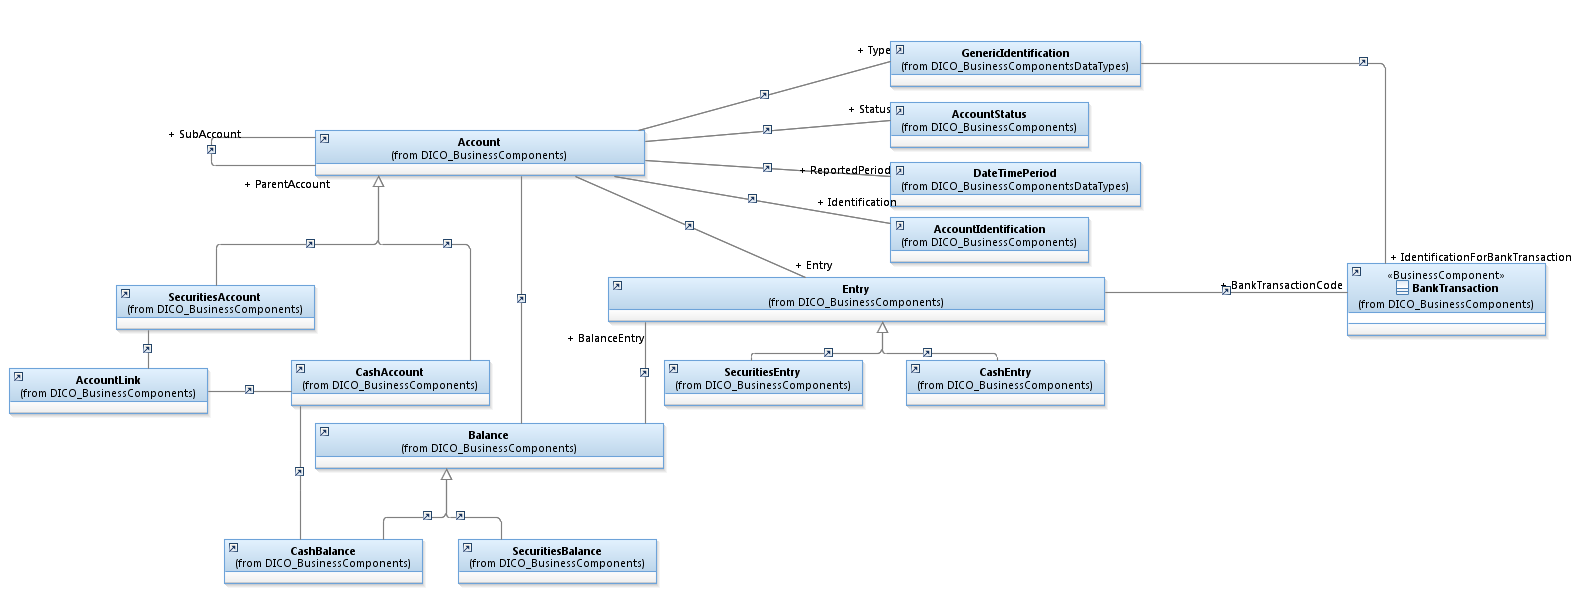 + Type
GenericIdentification
(from DICO_BusinessComponentsDataTypes)
+ Status
AccountStatus
(from DICO_BusinessComponents)
+ SubAccount
Account
(from DICO_BusinessComponents)
+ ParentAccount
+ ReportedPeriod
DateTimePeriod
(from DICO_BusinessComponentsDataTypes)
+ Identification
AccountIdentification
(from DICO_BusinessComponents)
+ Entry
+ IdentificationForBankTransaction
SecuritiesAccount
(from DICO_BusinessComponents)
Entry
(from DICO_BusinessComponents)
+ BankTransactionCode
«BusinessComponent»
BankTransaction
(from DICO_BusinessComponents)
+ BalanceEntry
AccountLink
(from DICO_BusinessComponents)
CashAccount
(from DICO_BusinessComponents)
SecuritiesEntry
(from DICO_BusinessComponents)
CashEntry
(from DICO_BusinessComponents)
Balance
(from DICO_BusinessComponents)
CashBalance
(from DICO_BusinessComponents)
SecuritiesBalance
(from DICO_BusinessComponents)